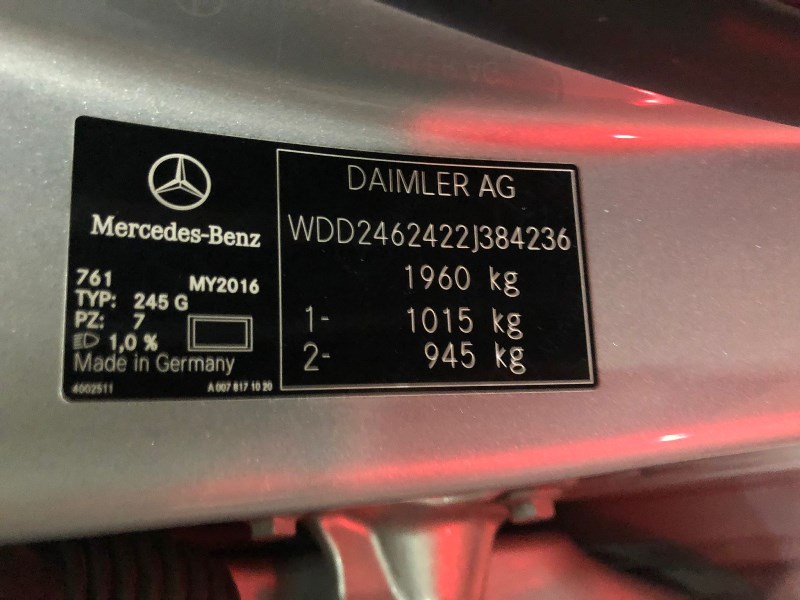 Mercedes-Benz
761 MY2016
TYP: 245 G
PZ: 7
1,0 %
Made in Germany
4002511 A 007 817 10 20
DAIMLER AG
WDD2462422J384236
1960 kg
1- 1015 kg
2- 945 kg